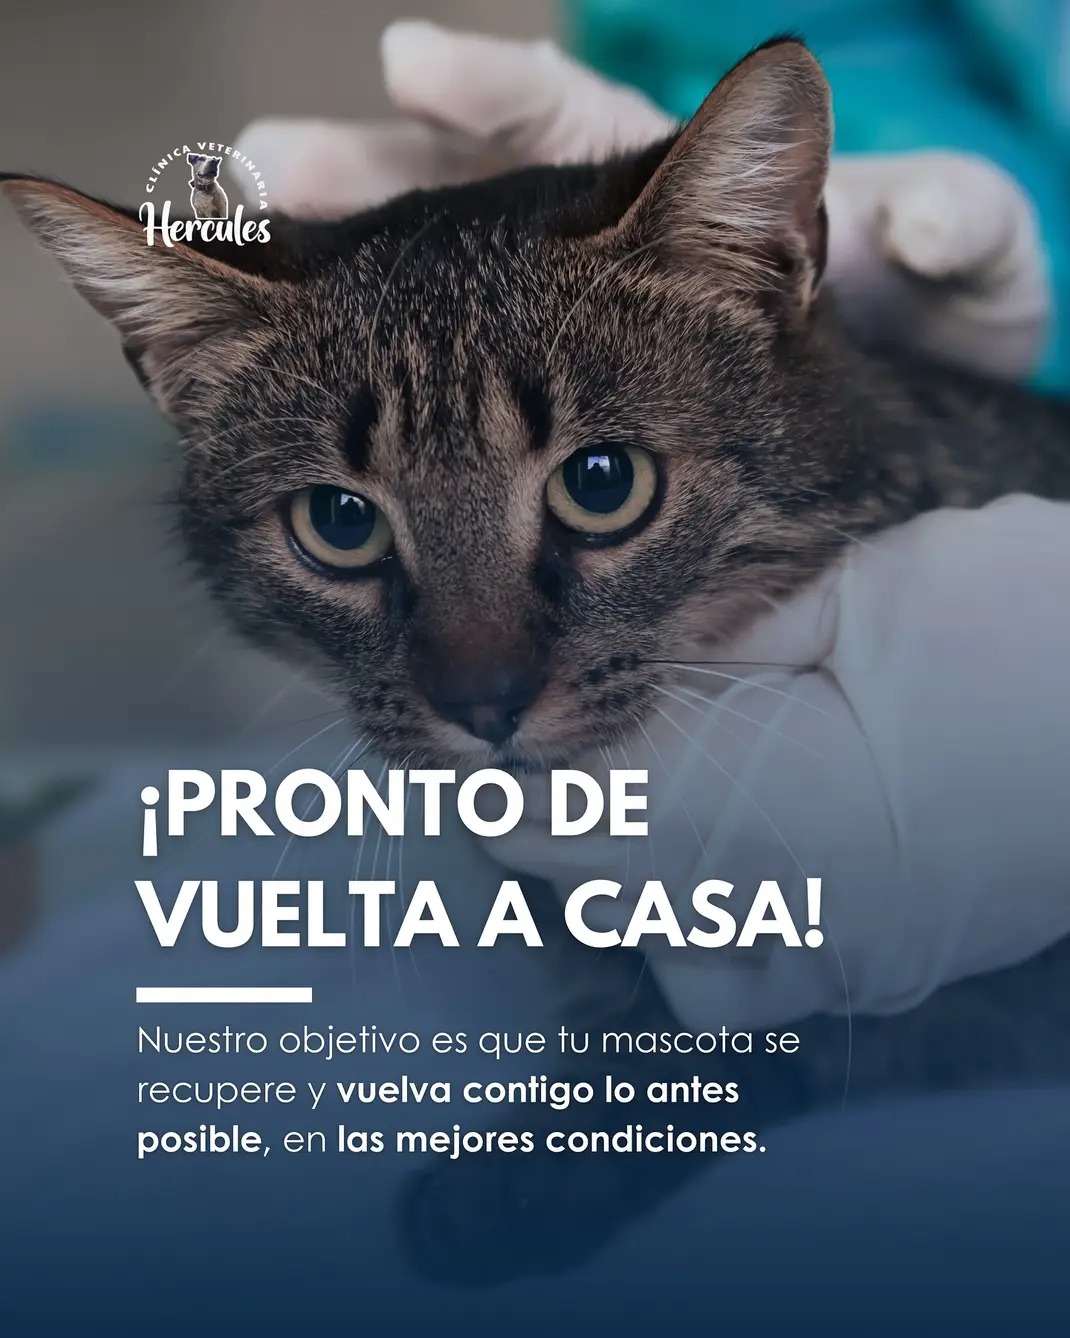 CLÍNICA VETERINARIA
Hercules
¡PRONTO DE
VUELTA A CASA!
Nuestro objetivo es que tu mascota se
recupere y vuelva contigo lo antes
posible, en las mejores condiciones.